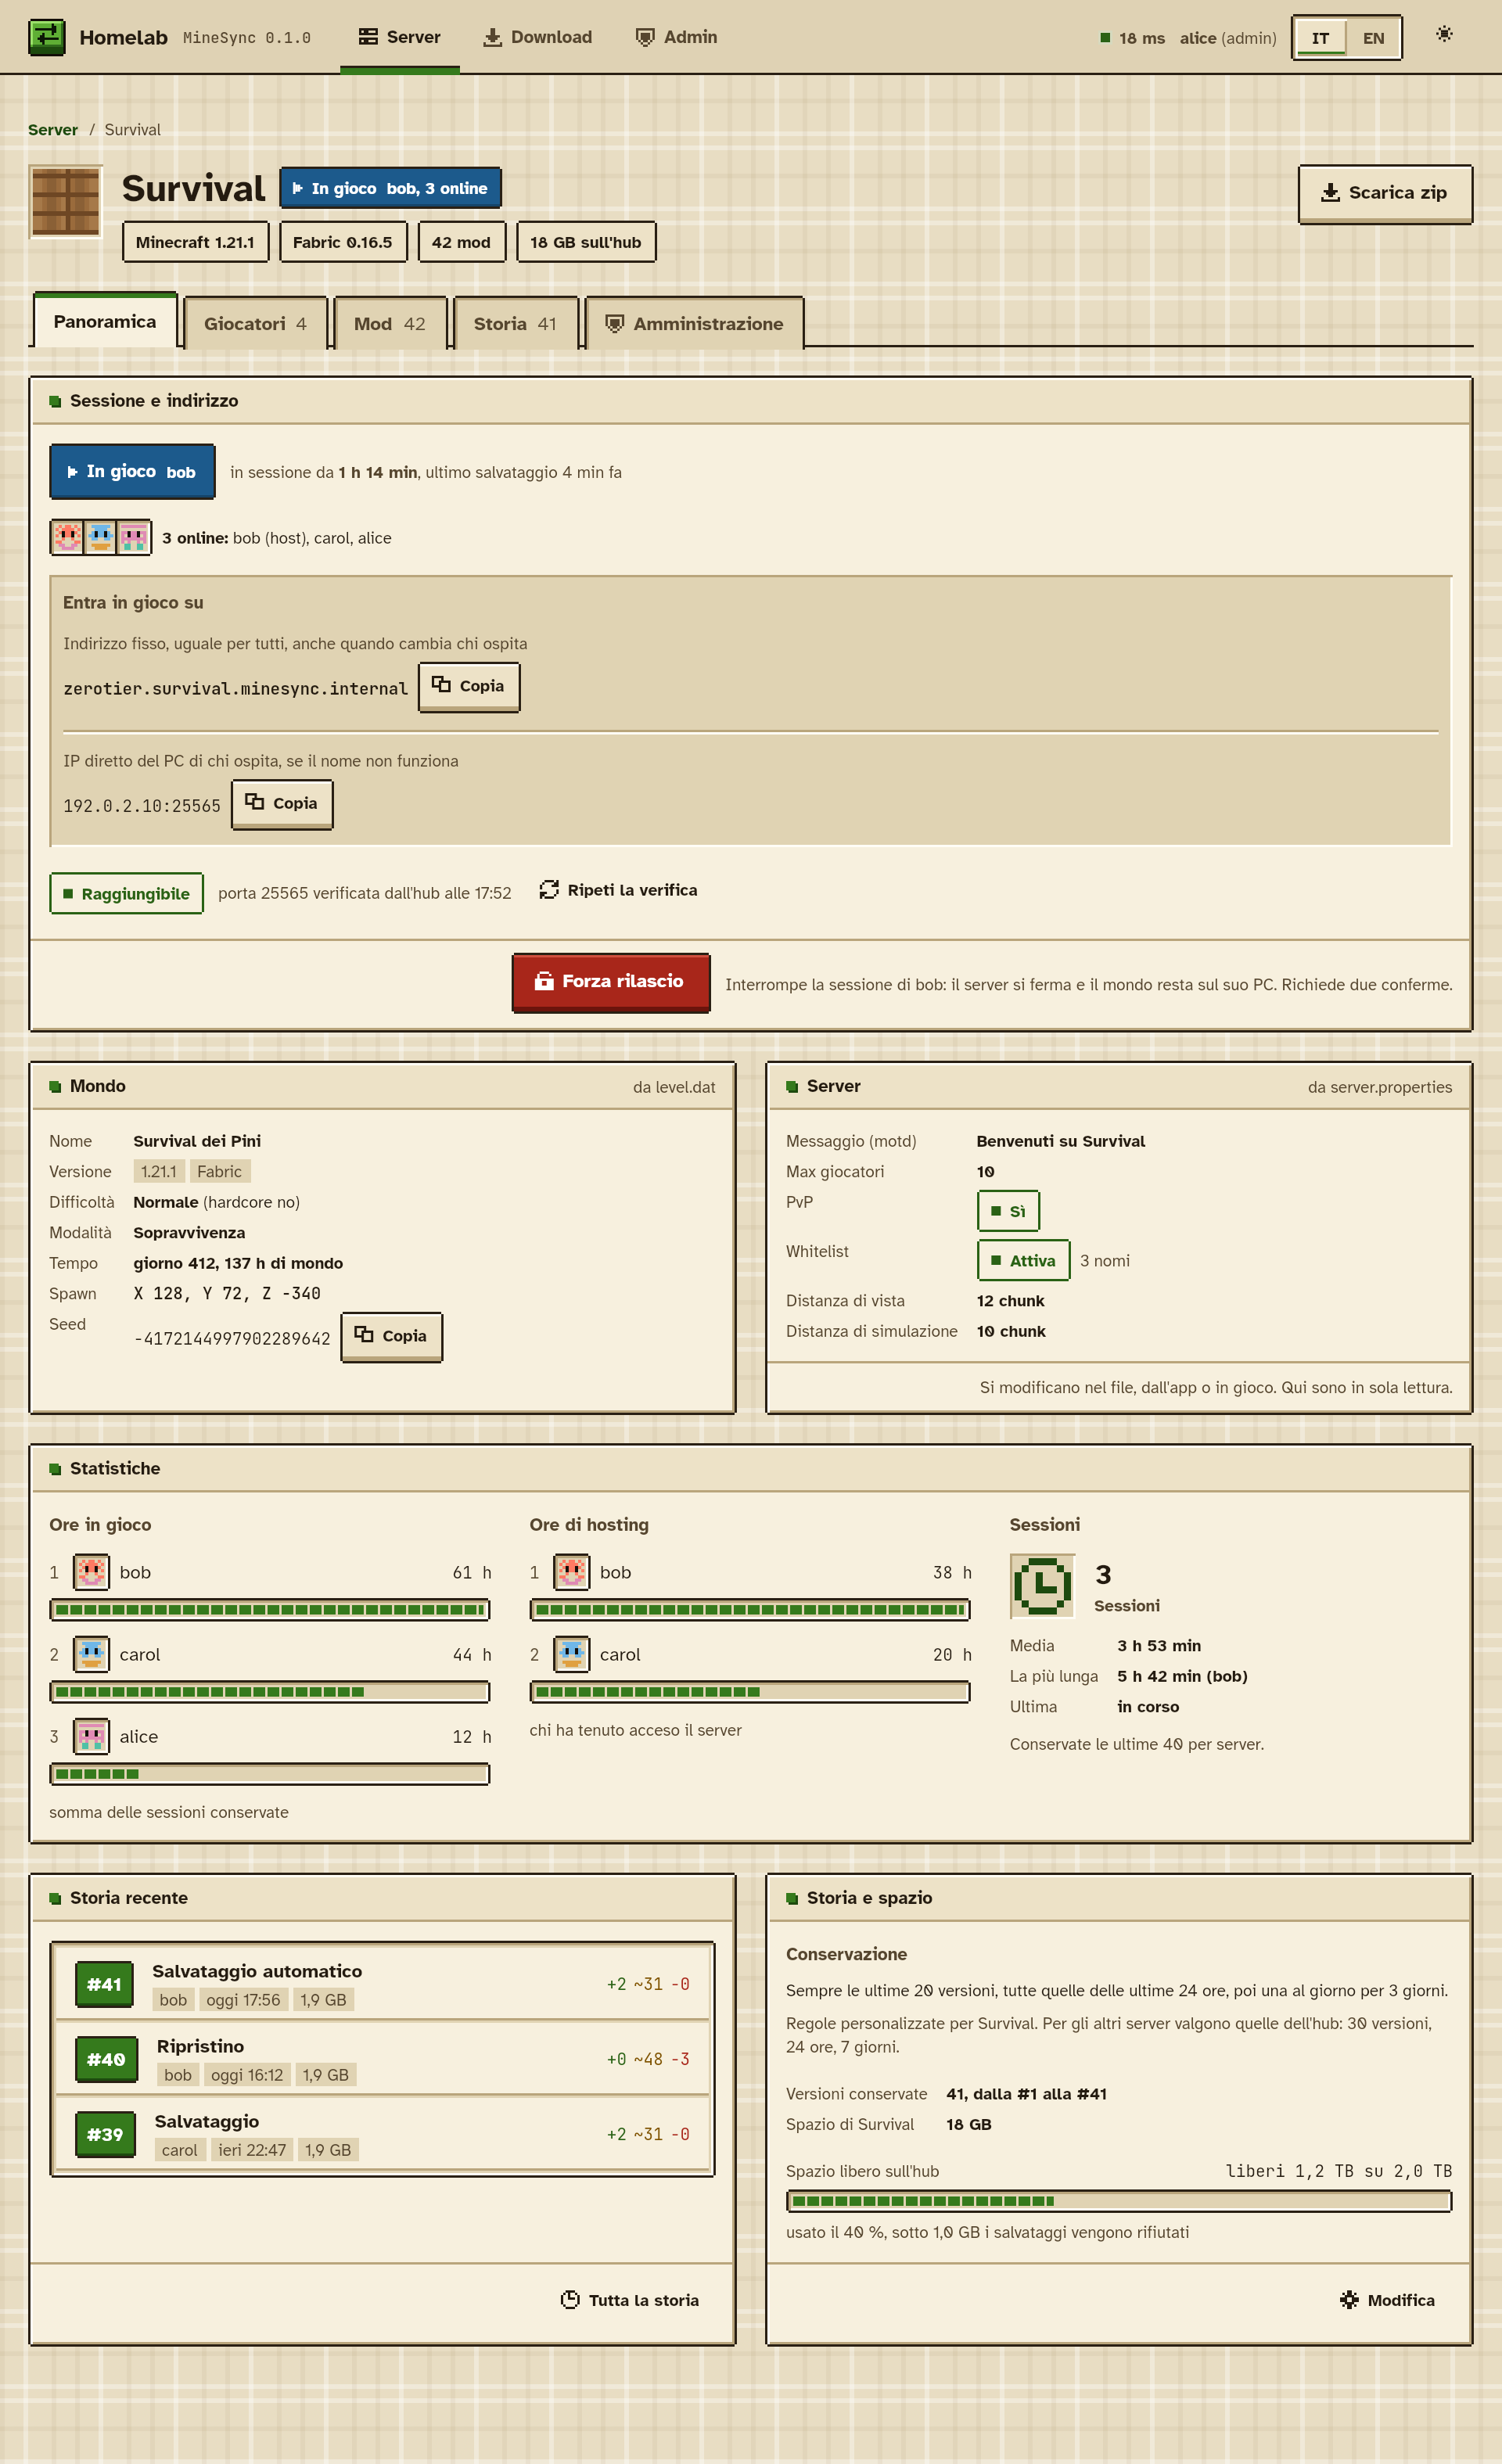 Homelab MineSync 0.1.0 Server Download Admin 18 ms alice (admin) IT EN
Server / Survival
Survival In gioco bob, 3 online Scarica zip
Minecraft 1.21.1 Fabric 0.16.5 42 mod 18 GB sull'hub
Panoramica Giocatori 4 Mod 42 Storia 41 Amministrazione
Sessione e indirizzo
In gioco bob in sessione da 1 h 14 min, ultimo salvataggio 4 min fa
3 online: bob (host), carol, alice
Entra in gioco su
Indirizzo fisso, uguale per tutti, anche quando cambia chi ospita
zerotier.survival.minesync.internal Copia
IP diretto del PC di chi ospita, se il nome non funziona
192.0.2.10:25565 Copia
Raggiungibile porta 25565 verificata dall'hub alle 17:52 Ripeti la verifica
Forza rilascio Interrompe la sessione di bob: il server si ferma e il mondo resta sul suo PC. Richiede due conferme.
Mondo da level.dat
Nome Survival dei Pini
Versione 1.21.1 Fabric
Difficoltà Normale (hardcore no)
Modalità Sopravvivenza
Tempo giorno 412, 137 h di mondo
Spawn X 128, Y 72, Z -340
Seed -4172144997902289642 Copia
Server da server.properties
Messaggio (motd) Benvenuti su Survival
Max giocatori 10
PvP Sì
Whitelist Attiva 3 nomi
Distanza di vista 12 chunk
Distanza di simulazione 10 chunk
Si modificano nel file, dall'app o in gioco. Qui sono in sola lettura.
Statistiche
Ore in gioco
1 bob 61 h
2 carol 44 h
3 alice 12 h
somma delle sessioni conservate
Ore di hosting
1 bob 38 h
2 carol 20 h
chi ha tenuto acceso il server
Sessioni
3
Sessioni
Media 3 h 53 min
La più lunga 5 h 42 min (bob)
Ultima in corso
Conservate le ultime 40 per server.
Storia recente
#41 Salvataggio automatico +2 ~31 -0
bob oggi 17:56 1,9 GB
#40 Ripristino +0 ~48 -3
bob oggi 16:12 1,9 GB
#39 Salvataggio +2 ~31 -0
carol ieri 22:47 1,9 GB
Tutta la storia
Storia e spazio
Conservazione
Sempre le ultime 20 versioni, tutte quelle delle ultime 24 ore, poi una al giorno per 3 giorni.
Regole personalizzate per Survival. Per gli altri server valgono quelle dell'hub: 30 versioni,
24 ore, 7 giorni.
Versioni conservate 41, dalla #1 alla #41
Spazio di Survival 18 GB
Spazio libero sull'hub liberi 1,2 TB su 2,0 TB
usato il 40 %, sotto 1,0 GB i salvataggi vengono rifiutati
Modifica